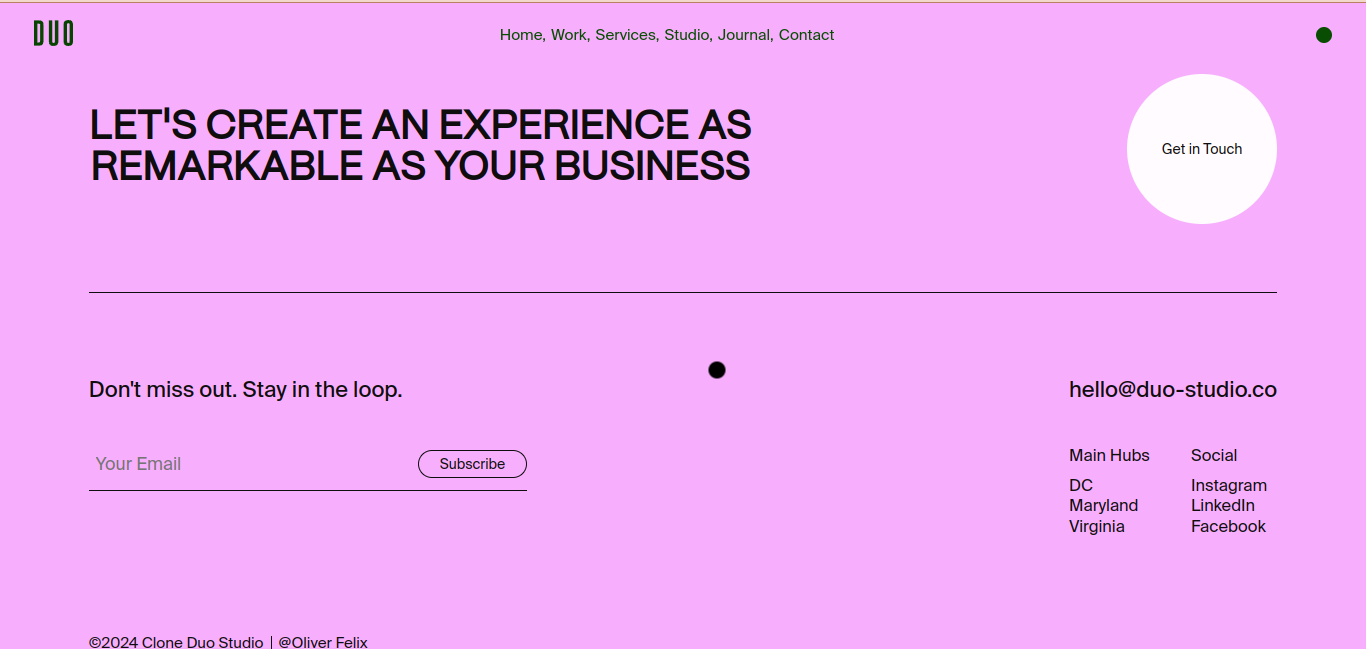 DUO
Home, Work, Services, Studio, Journal, Contact
LET'S CREATE AN EXPERIENCE AS
REMARKABLE AS YOUR BUSINESS
Get in Touch
Don't miss out. Stay in the loop.
Your Email
Subscribe
hello@duo-studio.co
Main Hubs
DC
Maryland
Virginia
Social
Instagram
LinkedIn
Facebook
©2024 Clone Duo Studio | @Oliver Felix